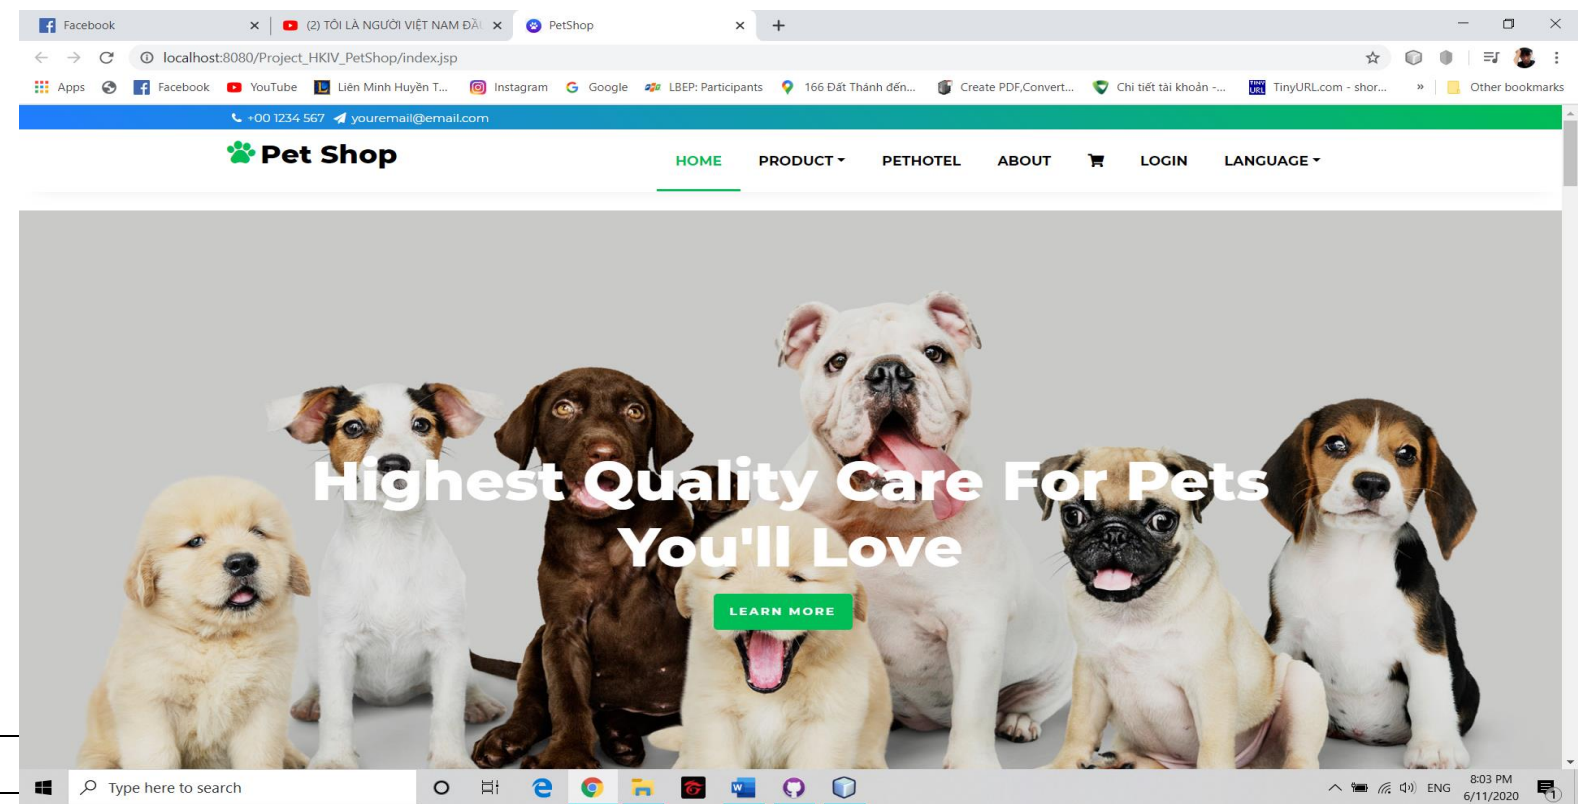 Facebook
(2) TÔI LÀ NGƯỜI VIỆT NAM ĐẦU
PetShop
localhost:8080/Project_HKIV_PetShop/index.jsp
Apps
Facebook
YouTube
Liên Minh Huyền T...
Instagram
Google
LBEP: Participants
166 Đất Thánh đến...
Create PDF,Convert...
Chi tiết tài khoản -...
TinyURL.com - shor...
»
Other bookmarks
+00 1234 567
youremail@email.com
Pet Shop
HOME
PRODUCT
PETHOTEL
ABOUT
LOGIN
LANGUAGE
Highest Quality Care For Pets
You'll Love
LEARN MORE
Type here to search
ENG
8:03 PM
6/11/2020
1